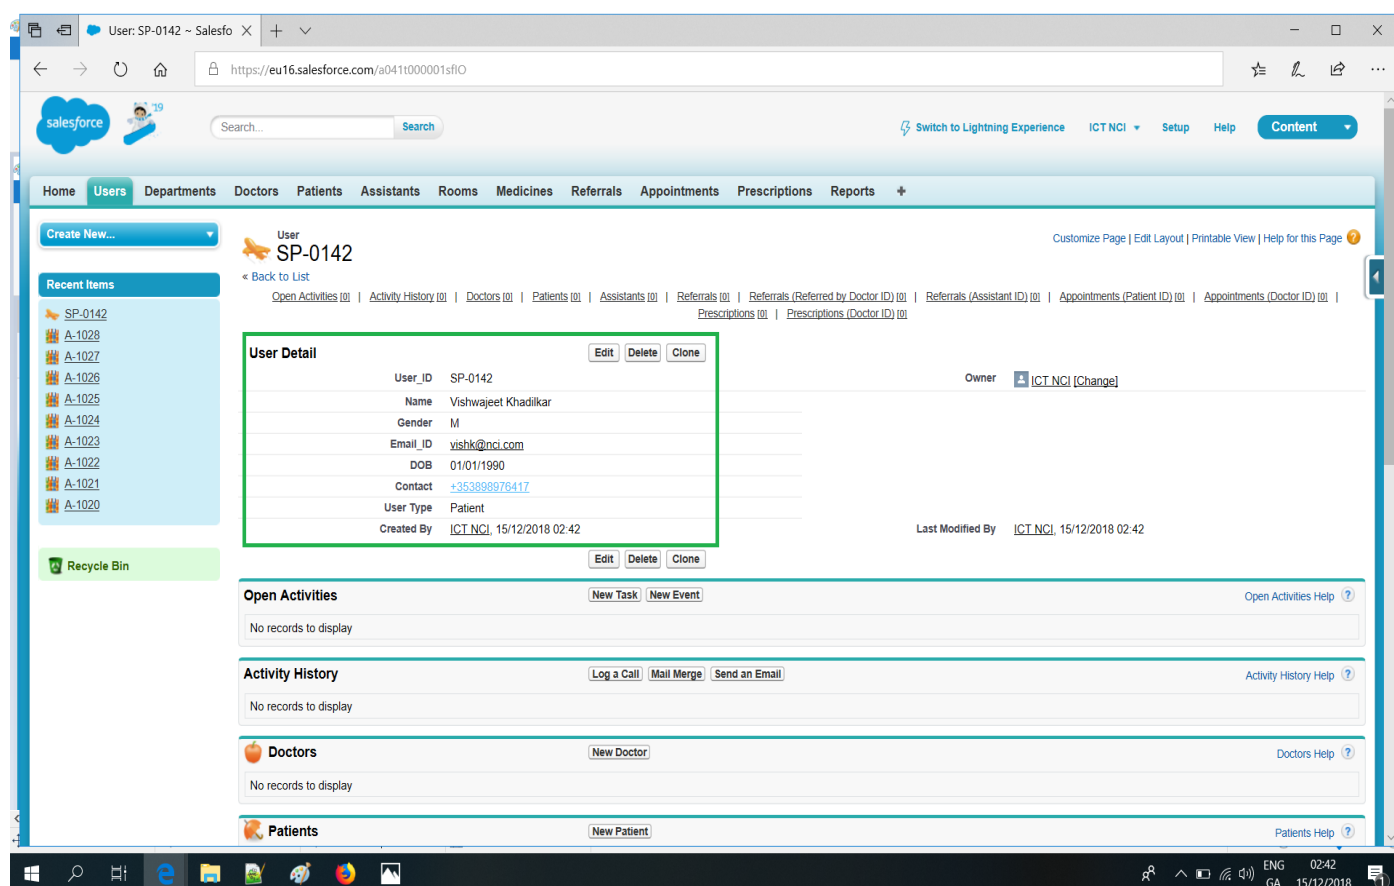 User: SP-0142 ~ Salesfo
https://eu16.salesforce.com/a041t000001sflO
salesforce
'19
Search...
Search
Switch to Lightning Experience
ICT NCI
Setup
Help
Content
Home Users Departments Doctors Patients Assistants Rooms Medicines Referrals Appointments Prescriptions Reports +
Create New...
Recent Items
SP-0142
A-1028
A-1027
A-1026
A-1025
A-1024
A-1023
A-1022
A-1021
A-1020
Recycle Bin
User
SP-0142
Customize Page | Edit Layout | Printable View | Help for this Page
« Back to List
Open Activities [0] | Activity History [0] | Doctors [0] | Patients [0] | Assistants [0] | Referrals [0] | Referrals (Referred by Doctor ID) [0] | Referrals (Assistant ID) [0] | Appointments (Patient ID) [0] | Appointments (Doctor ID) [0] |
Prescriptions [0] | Prescriptions (Doctor ID) [0]
User Detail
Edit Delete Clone
User_ID SP-0142
Owner ICT NCI [Change]
Name Vishwajeet Khadilkar
Gender M
Email_ID vishk@nci.com
DOB 01/01/1990
Contact +353898976417
User Type Patient
Created By ICT NCI, 15/12/2018 02:42
Last Modified By ICT NCI, 15/12/2018 02:42
Edit Delete Clone
Open Activities
New Task New Event
Open Activities Help ?
No records to display
Activity History
Log a Call Mail Merge Send an Email
Activity History Help ?
No records to display
Doctors
New Doctor
Doctors Help ?
No records to display
Patients
New Patient
Patients Help ?
ENG
GA
02:42
15/12/2018
1